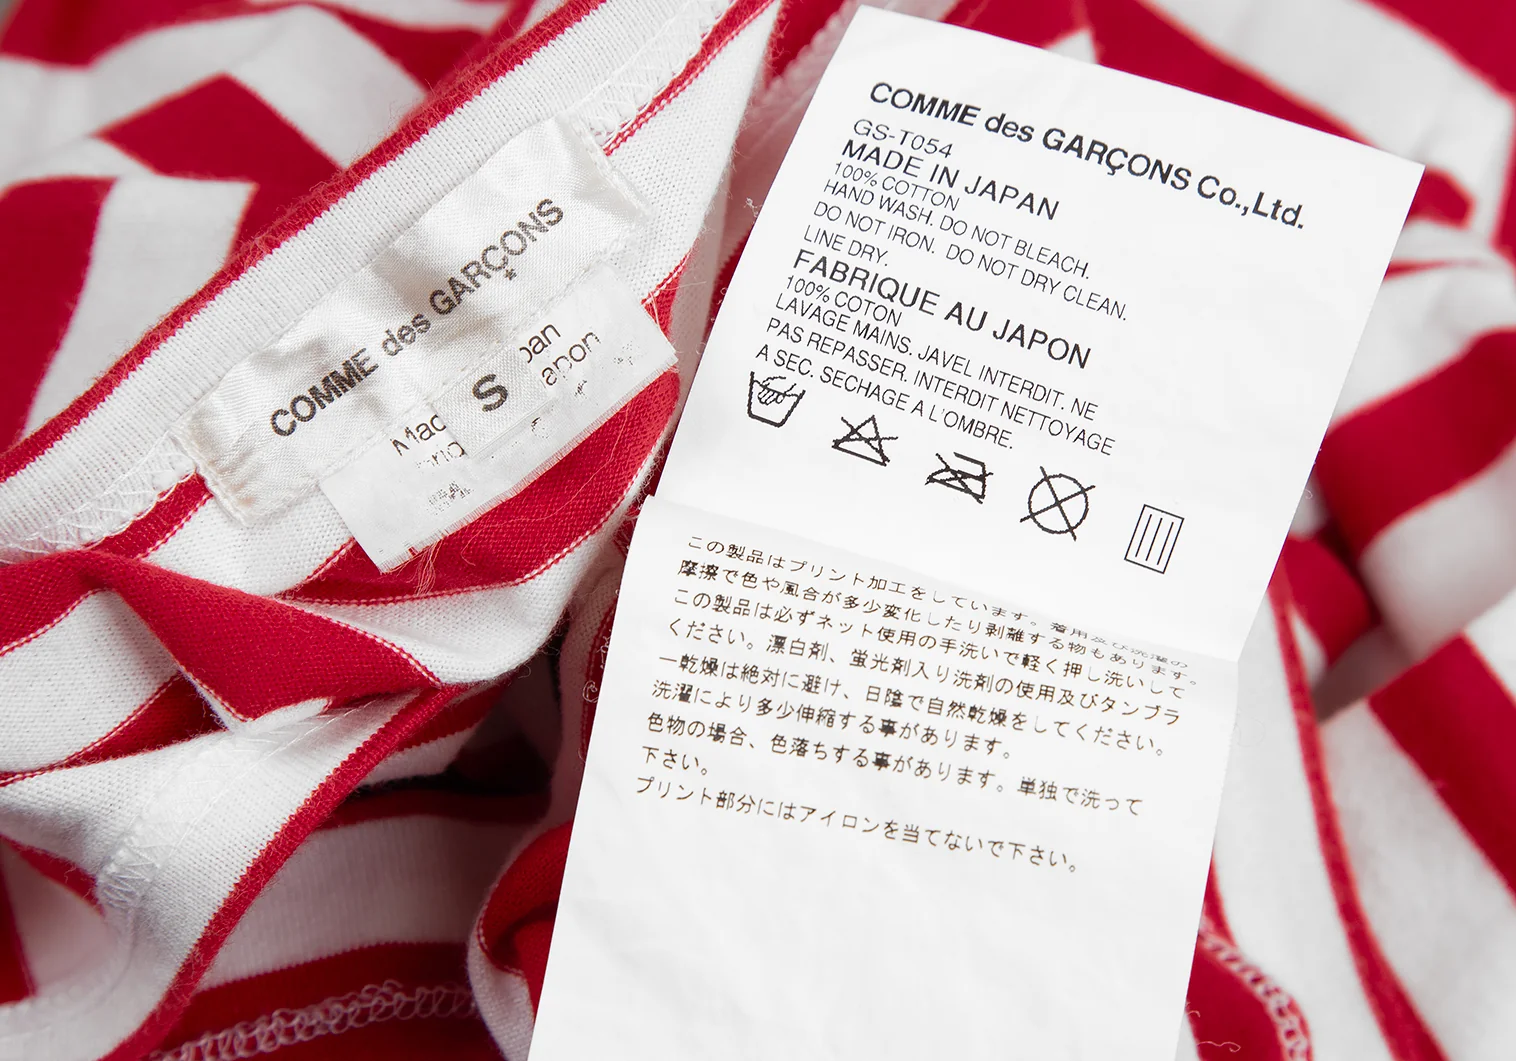 COMME des GARÇONS
S
COMME des GARÇONS Co.,Ltd.
GS-T054
MADE IN JAPAN
100% COTTON
HAND WASH. DO NOT BLEACH.
DO NOT IRON. DO NOT DRY CLEAN.
LINE DRY.
FABRIQUE AU JAPON
100% COTON
LAVAGE MAINS. JAVEL INTERDIT. NE
PAS REPASSER. INTERDIT NETTOYAGE
A SEC. SECHAGE A L'OMBRE.
この製品はプリント加工をしています。着用及び洗濯の
摩擦で色や風合が多少変化したり剥離する物もあります。
この製品は必ずネット使用の手洗いで軽く押し洗いして
ください。漂白剤、蛍光剤入り洗剤の使用及びタンブラ
ー乾燥は絶対に避け、日陰で自然乾燥をしてください。
洗濯により多少伸縮する事があります。
色物の場合、色落ちする事があります。単独で洗って
下さい。
プリント部分にはアイロンを当てないで下さい。